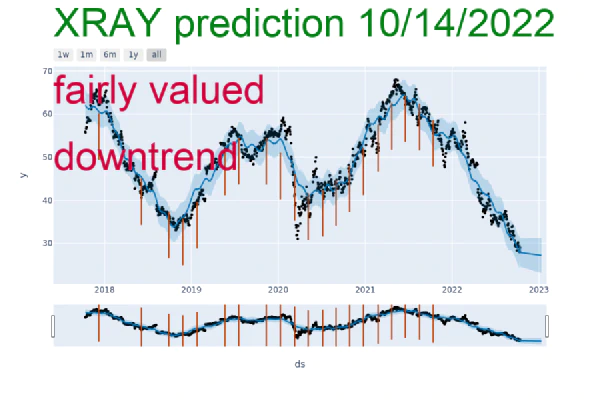 XRAY prediction 10/14/2022
1w 1m 6m 1y all
70
fairly valued
60
50
downtrend
y
40
30
2018 2019 2020 2021 2022 2023
ds